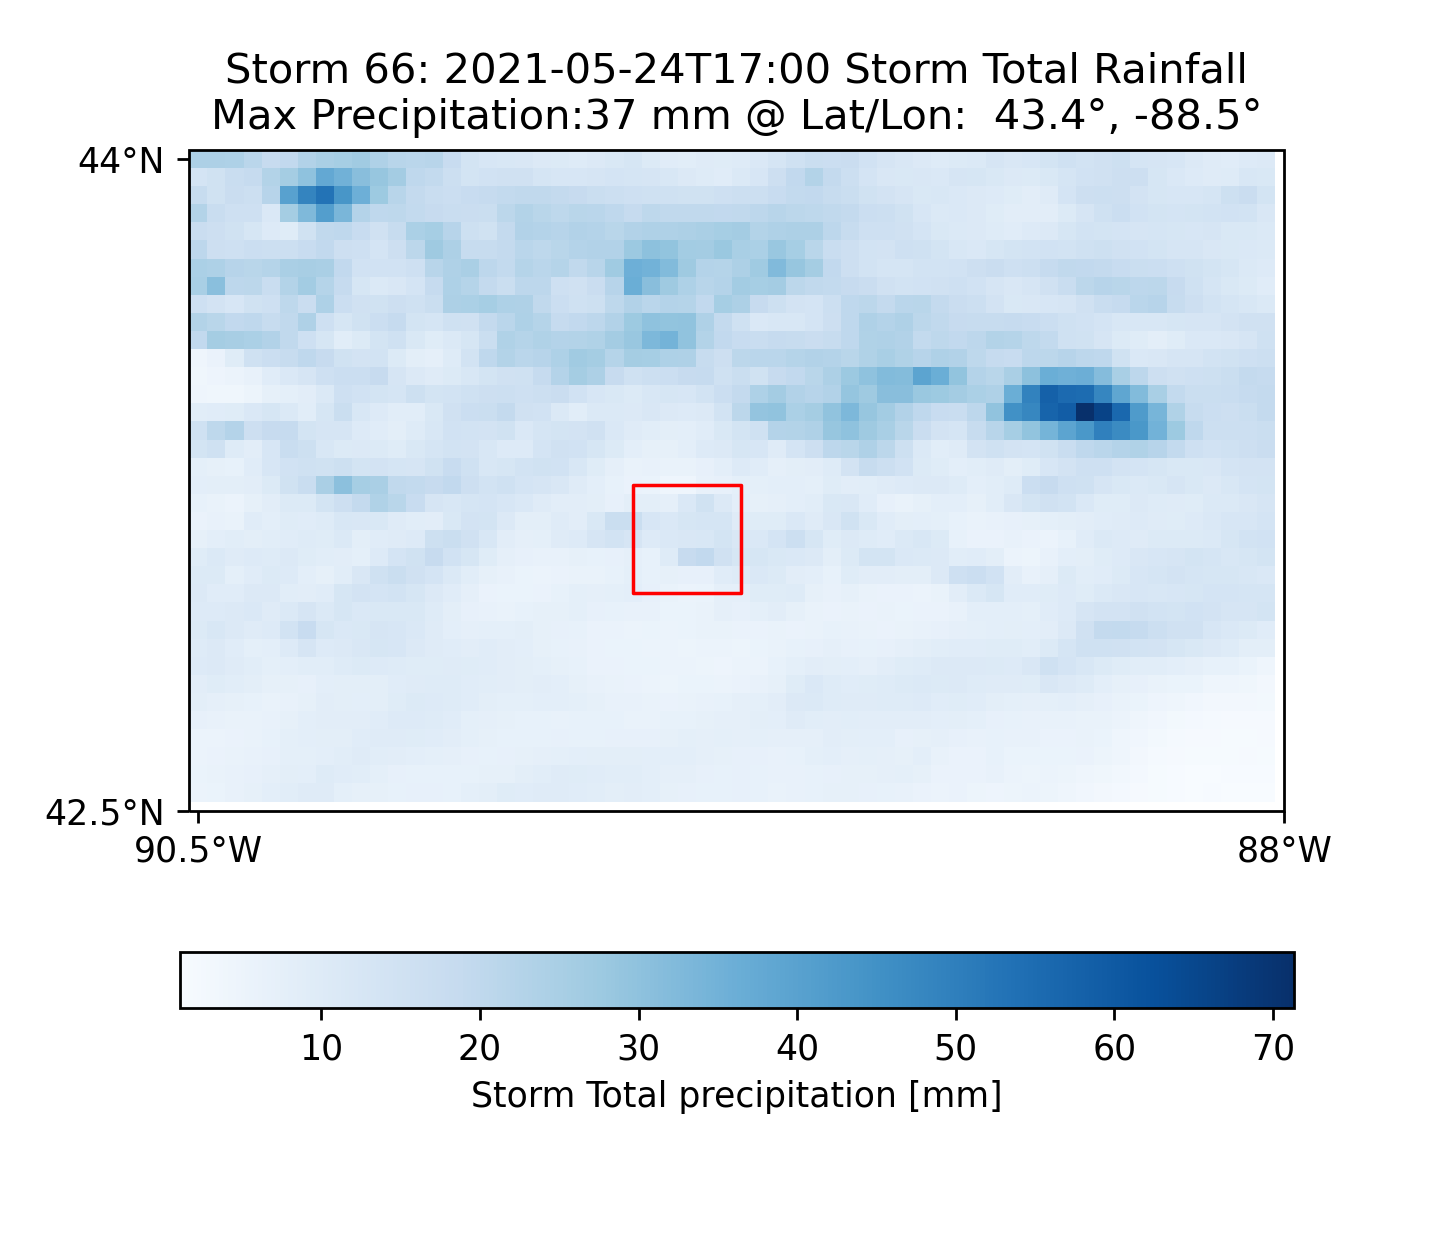 Storm 66: 2021-05-24T17:00 Storm Total Rainfall
Max Precipitation:37 mm @ Lat/Lon:  43.4°, -88.5°
44°N
42.5°N
90.5°W 88°W
10 20 30 40 50 60 70
Storm Total precipitation [mm]